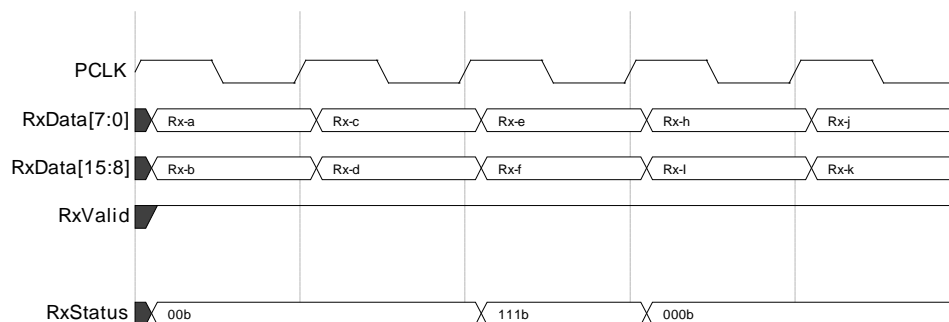 PCLK
RxData[7:0] Rx-a Rx-c Rx-e Rx-h Rx-j
RxData[15:8] Rx-b Rx-d Rx-f Rx-I Rx-k
RxValid
RxStatus 00b 111b 000b